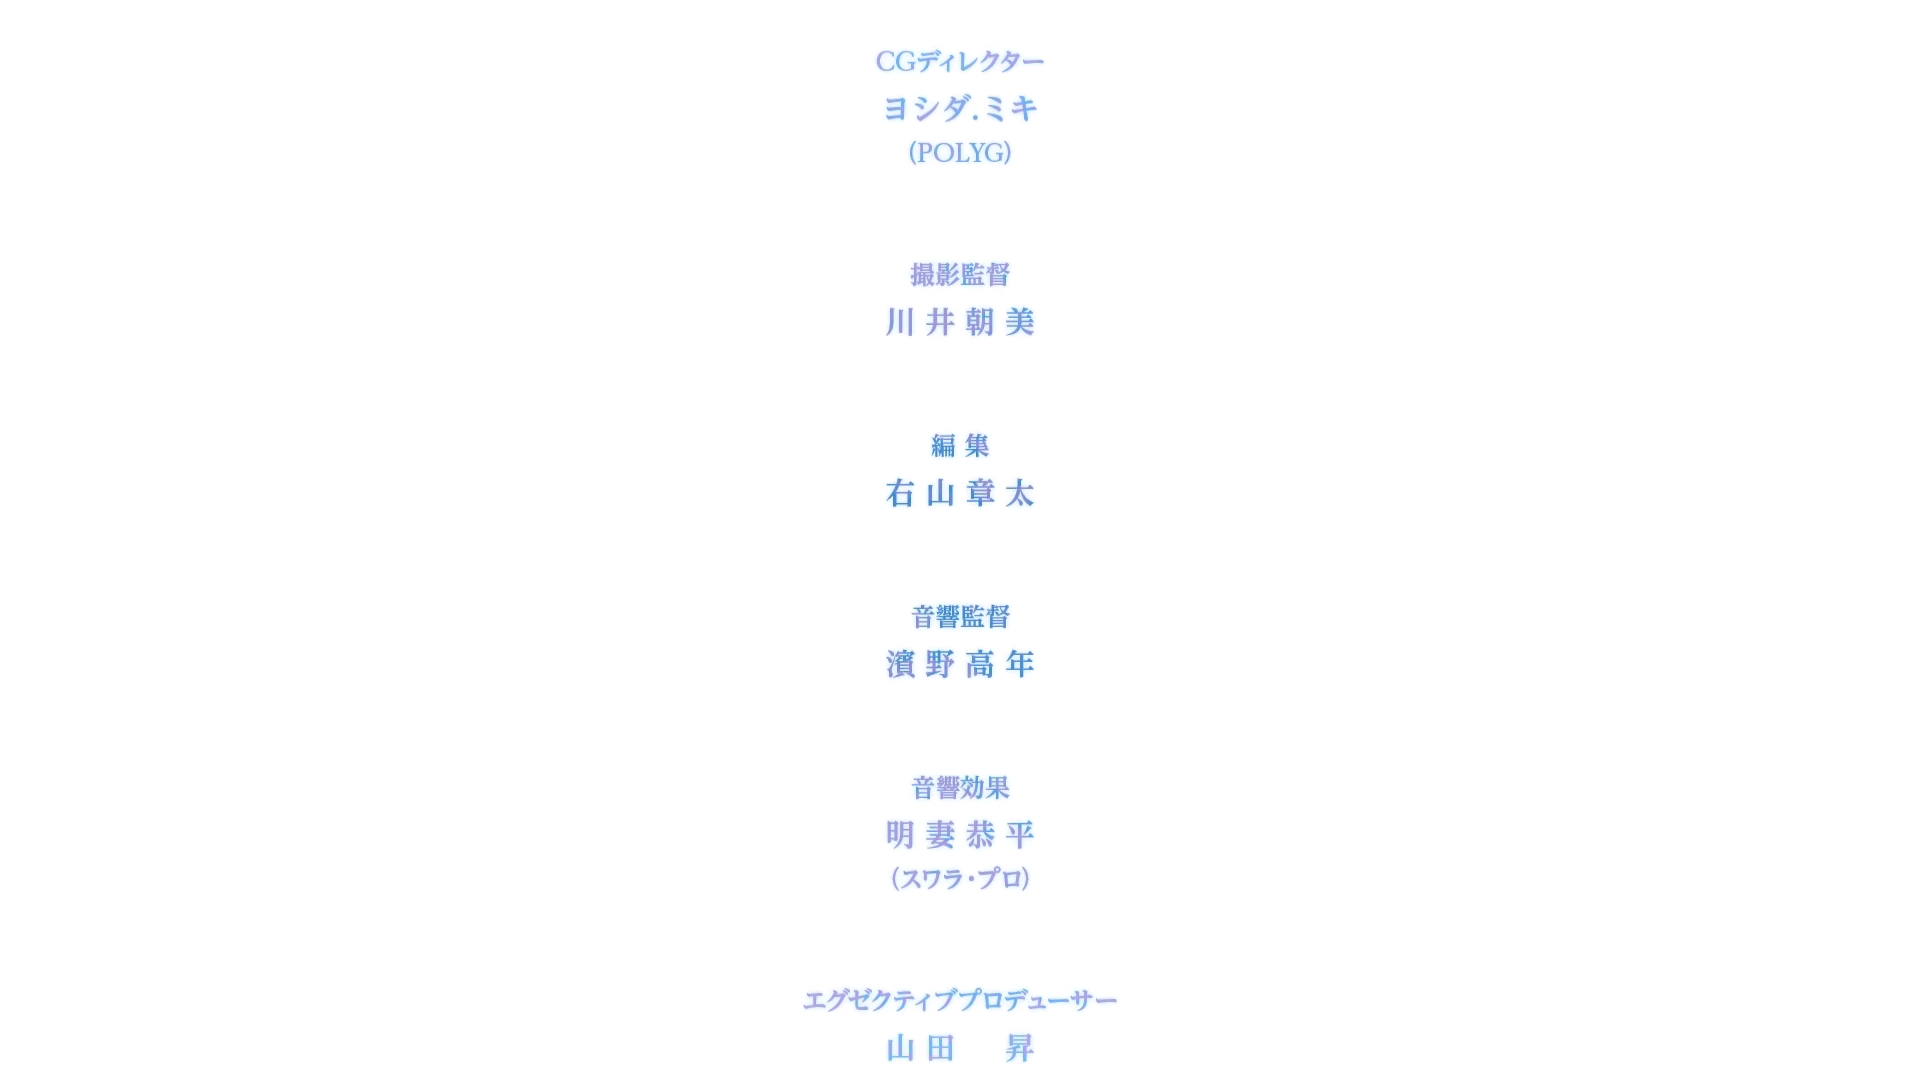 CGディレクター
ヨシダ.ミキ
(POLYG)
撮影監督
川井朝美
編集
右山章太
音響監督
濱野高年
音響効果
明妻恭平
(スワラ・プロ)
エグゼクティブプロデューサー
山田　昇